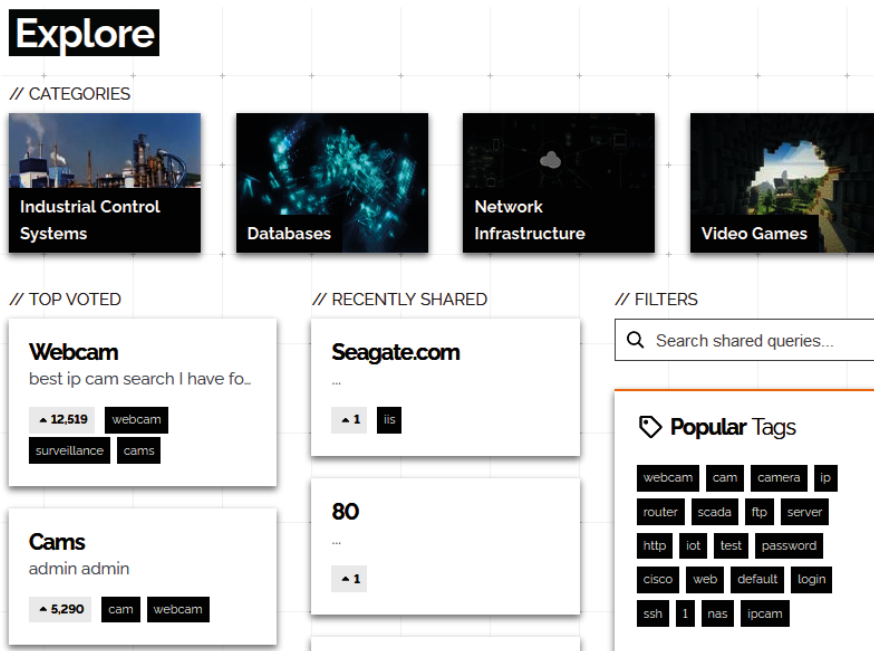 Explore
// CATEGORIES
Industrial Control
Systems
Databases
Network
Infrastructure
Video Games
// TOP VOTED
Webcam
best ip cam search I have fo...
12,519 webcam
surveillance cams
Cams
admin admin
5,290 cam webcam
// RECENTLY SHARED
Seagate.com
...
1 iis
80
...
1
// FILTERS
Search shared queries...
Popular Tags
webcam cam camera ip
router scada ftp server
http iot test password
cisco web default login
ssh 1 nas ipcam